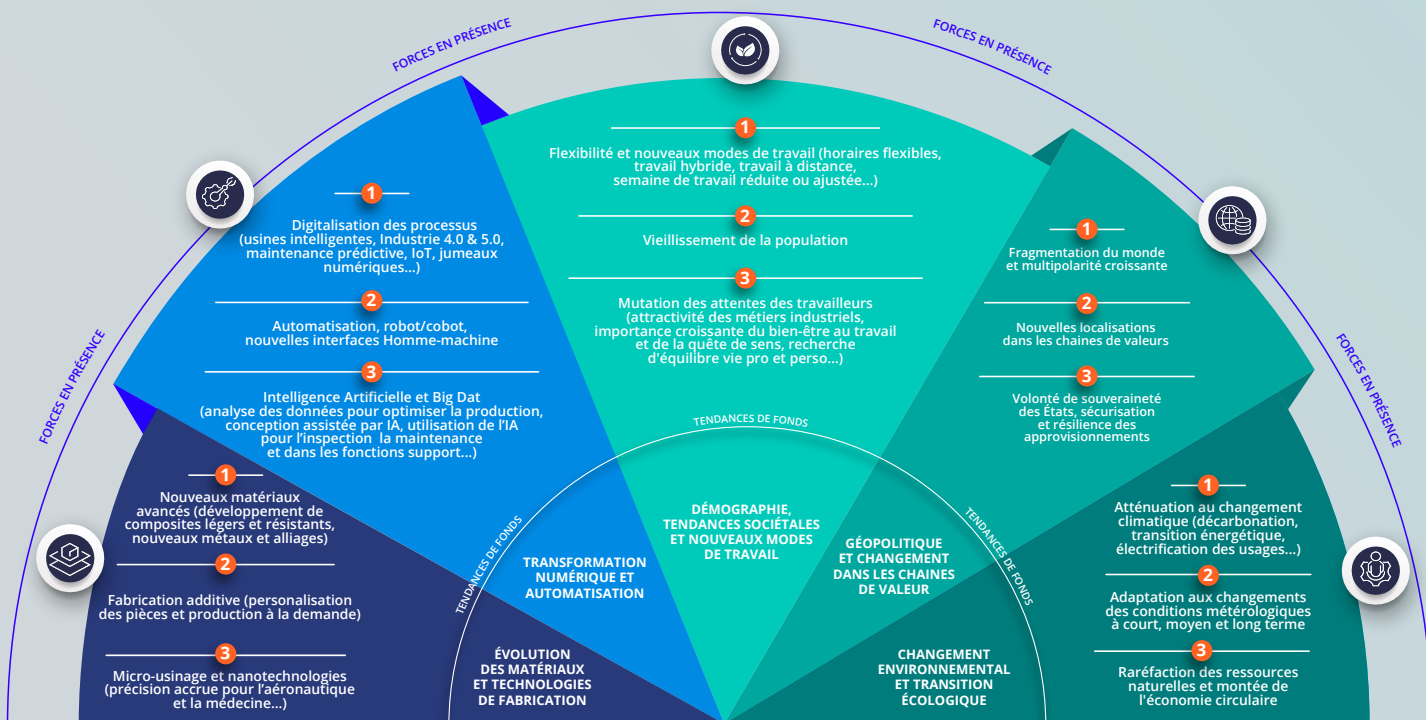 FORCES EN PRÉSENCE
FORCES EN PRÉSENCE
FORCES EN PRÉSENCE
FORCES EN PRÉSENCE
1
Nouveaux matériaux
avancés (développement de
composites légers et résistants,
nouveaux métaux et alliages)
2
Fabrication additive (personalisation
des pièces et production à la demande)
3
Micro-usinage et nanotechnologies
(précision accrue pour l'aéronautique
et la médecine...)
1
Digitalisation des processus
(usines intelligentes, Industrie 4.0 & 5.0,
maintenance prédictive, IoT, jumeaux
numériques...)
2
Automatisation, robot/cobot,
nouvelles interfaces Homme-machine
3
Intelligence Artificielle et Big Dat
(analyse des données pour optimiser la production,
conception assistée par IA, utilisation de l'IA
pour l'inspection la maintenance
et dans les fonctions support...)
1
Flexibilité et nouveaux modes de travail (horaires flexibles,
travail hybride, travail à distance,
semaine de travail réduite ou ajustée...)
2
Vieillissement de la population
3
Mutation des attentes des travailleurs
(attractivité des métiers industriels,
importance croissante du bien-être au travail
et de la quête de sens, recherche
d'équilibre vie pro et perso...)
1
Fragmentation du monde
et multipolarité croissante
2
Nouvelles localisations
dans les chaines de valeurs
3
Volonté de souveraineté
des États, sécurisation
et résilience des
approvisionnements
1
Atténuation au changement
climatique (décarbonation,
transition énergétique,
électrification des usages...)
2
Adaptation aux changements
des conditions métérologiques
à court, moyen et long terme
3
Raréfaction des ressources
naturelles et montée de
l'économie circulaire
TENDANCES DE FONDS
TENDANCES DE FONDS
TENDANCES DE FONDS
ÉVOLUTION
DES MATÉRIAUX
ET TECHNOLOGIES
DE FABRICATION
TRANSFORMATION
NUMÉRIQUE ET
AUTOMATISATION
DÉMOGRAPHIE,
TENDANCES SOCIÉTALES
ET NOUVEAUX MODES
DE TRAVAIL
GÉOPOLITIQUE
ET CHANGEMENT
DANS LES CHAINES
DE VALEUR
CHANGEMENT
ENVIRONNEMENTAL
ET TRANSITION
ÉCOLOGIQUE